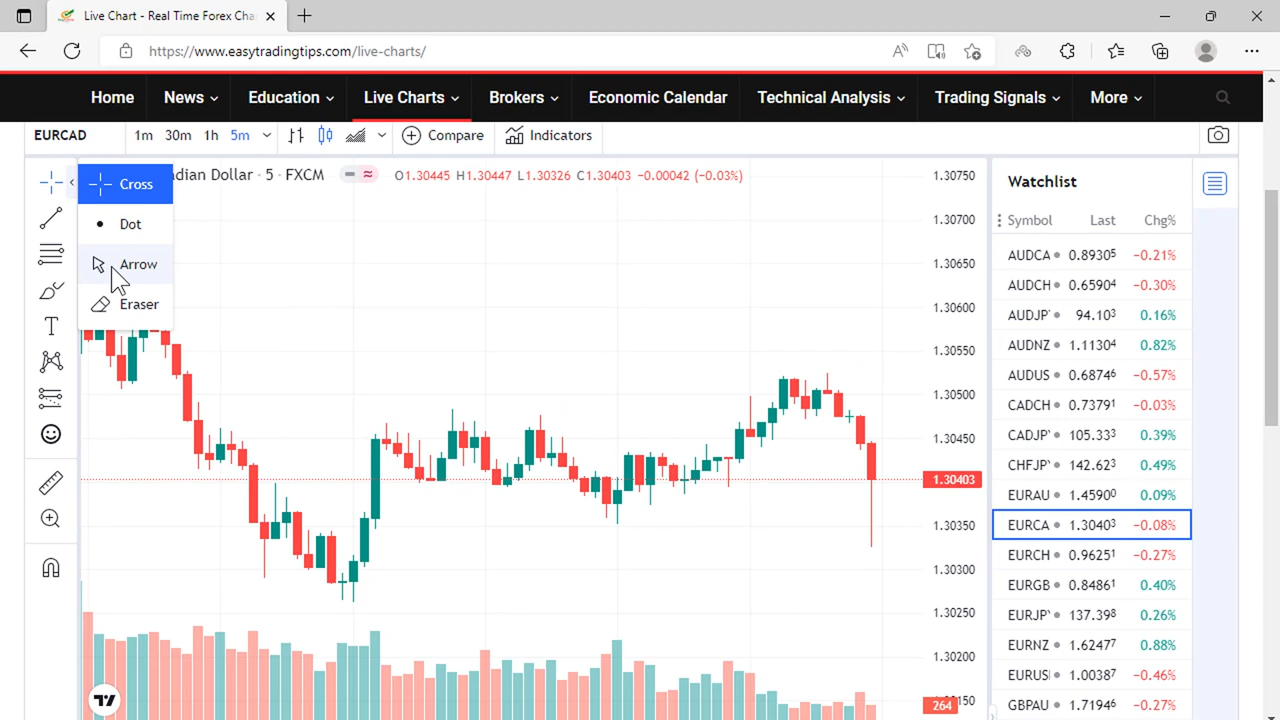 Live Chart - Real Time Forex Cha
https://www.easytradingtips.com/live-charts/
Home News Education Live Charts Brokers Economic Calendar Technical Analysis Trading Signals More
EURCAD 1m 30m 1h 5m Compare Indicators
Cross
Dot
Arrow
Eraser
dian Dollar · 5 · FXCM O1.30445 H1.30447 L1.30326 C1.30403 −0.00042 (−0.03%)
1.30750
1.30700
1.30650
1.30600
1.30550
1.30500
1.30450
1.30403
1.30350
1.30300
1.30250
1.30200
150
264
Watchlist
Symbol Last Chg%
AUDCA 0.89305 −0.21%
AUDCH 0.65904 −0.30%
AUDJP 94.103 0.16%
AUDNZ 1.11304 0.82%
AUDUS 0.68746 −0.57%
CADCH 0.73791 −0.03%
CADJP 105.333 0.39%
CHFJP 142.623 0.49%
EURAU 1.45900 0.09%
EURCA 1.30403 −0.08%
EURCH 0.96251 −0.27%
EURGB 0.84861 0.40%
EURJP 137.398 0.26%
EURNZ 1.62477 0.88%
EURUS 1.00387 −0.46%
GBPAU 1.71946 −0.27%